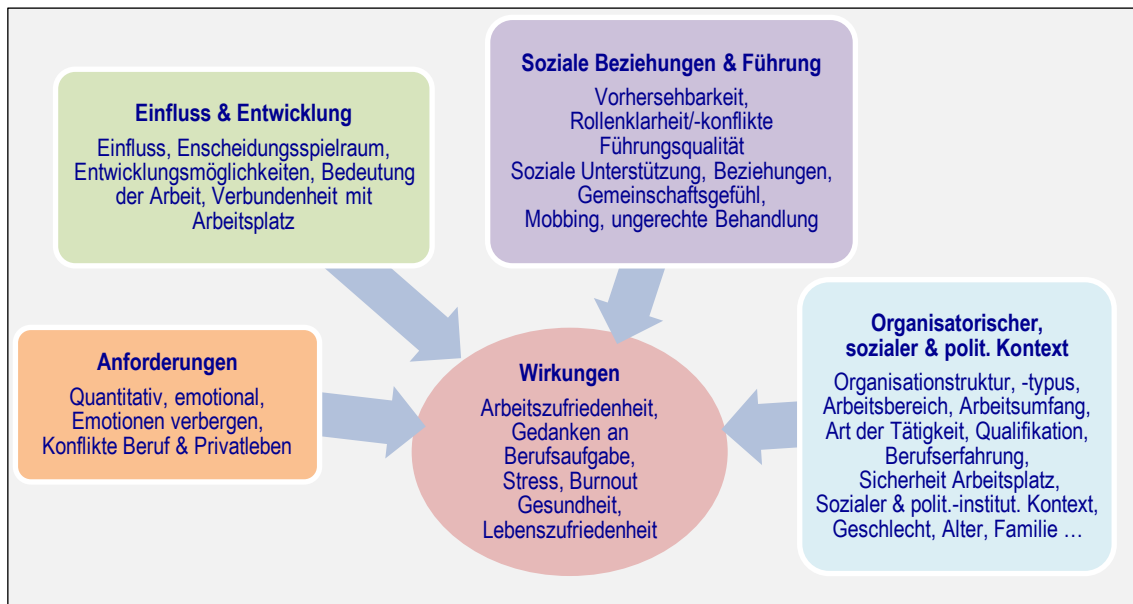 Einfluss & Entwicklung
Einfluss, Enscheidungsspielraum,
Entwicklungsmöglichkeiten, Bedeutung
der Arbeit, Verbundenheit mit
Arbeitsplatz
Soziale Beziehungen & Führung
Vorhersehbarkeit,
Rollenklarheit/-konflikte
Führungsqualität
Soziale Unterstützung, Beziehungen,
Gemeinschaftsgefühl,
Mobbing, ungerechte Behandlung
Anforderungen
Quantitativ, emotional,
Emotionen verbergen,
Konflikte Beruf & Privatleben
Wirkungen
Arbeitszufriedenheit,
Gedanken an
Berufsaufgabe,
Stress, Burnout
Gesundheit,
Lebenszufriedenheit
Organisatorischer,
sozialer & polit. Kontext
Organisationstruktur, -typus,
Arbeitsbereich, Arbeitsumfang,
Art der Tätigkeit, Qualifikation,
Berufserfahrung,
Sicherheit Arbeitsplatz,
Sozialer & polit.-institut. Kontext,
Geschlecht, Alter, Familie …